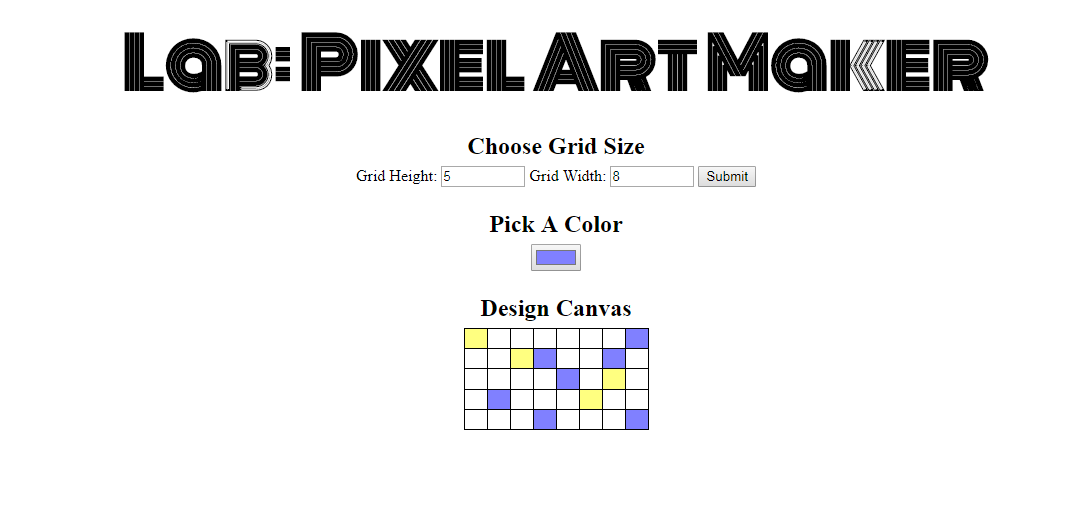 Lab: Pixel Art Maker
Choose Grid Size
Grid Height: 5 Grid Width: 8 Submit
Pick A Color
Design Canvas